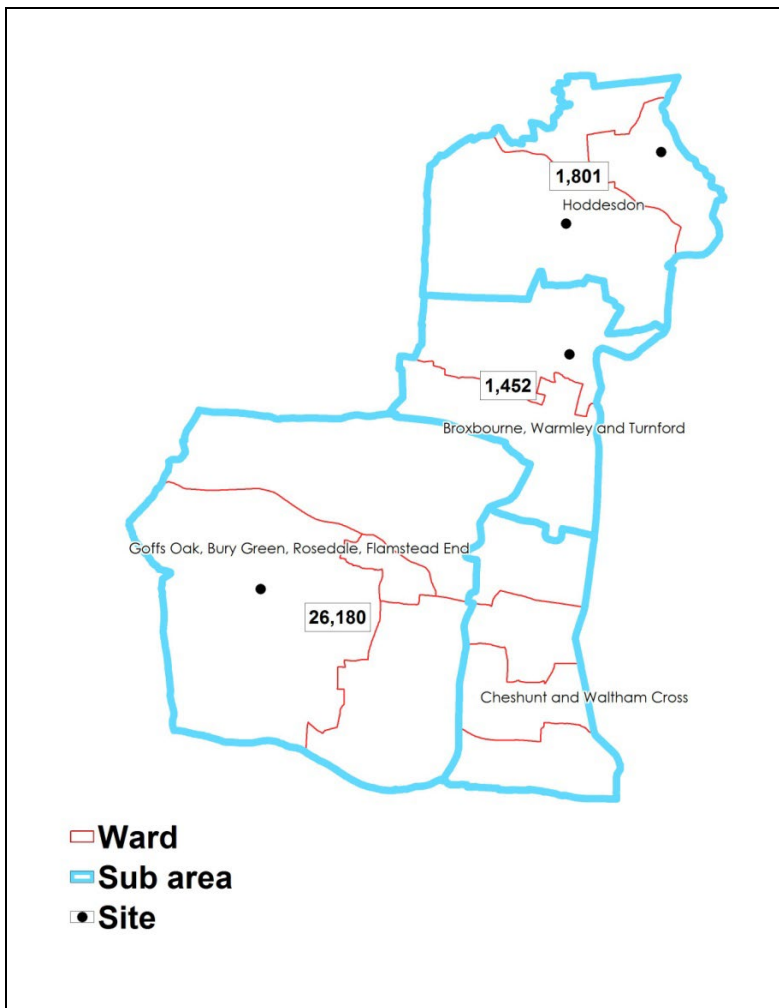 1,801
Hoddesdon
1,452
Broxbourne, Warmley and Turnford
Goffs Oak, Bury Green, Rosedale, Flamstead End
26,180
Cheshunt and Waltham Cross
Ward
Sub area
Site